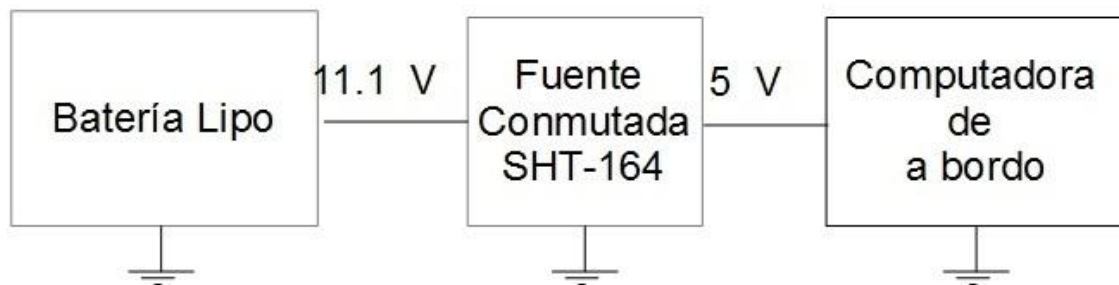 Batería Lipo
11.1 V
Fuente
Conmutada
SHT-164
5 V
Computadora
de
a bordo